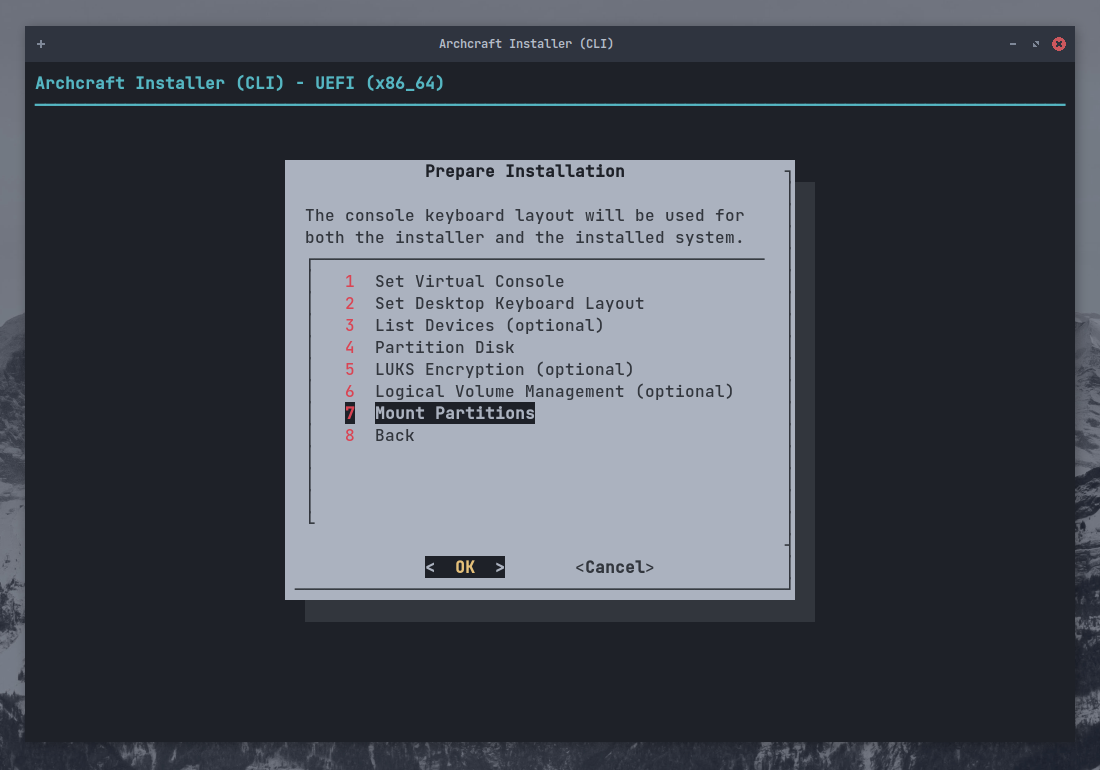 Archcraft Installer (CLI)
Archcraft Installer (CLI) - UEFI (x86_64)
Prepare Installation
The console keyboard layout will be used for
both the installer and the installed system.
1 Set Virtual Console
2 Set Desktop Keyboard Layout
3 List Devices (optional)
4 Partition Disk
5 LUKS Encryption (optional)
6 Logical Volume Management (optional)
7 Mount Partitions
8 Back
< OK > <Cancel>